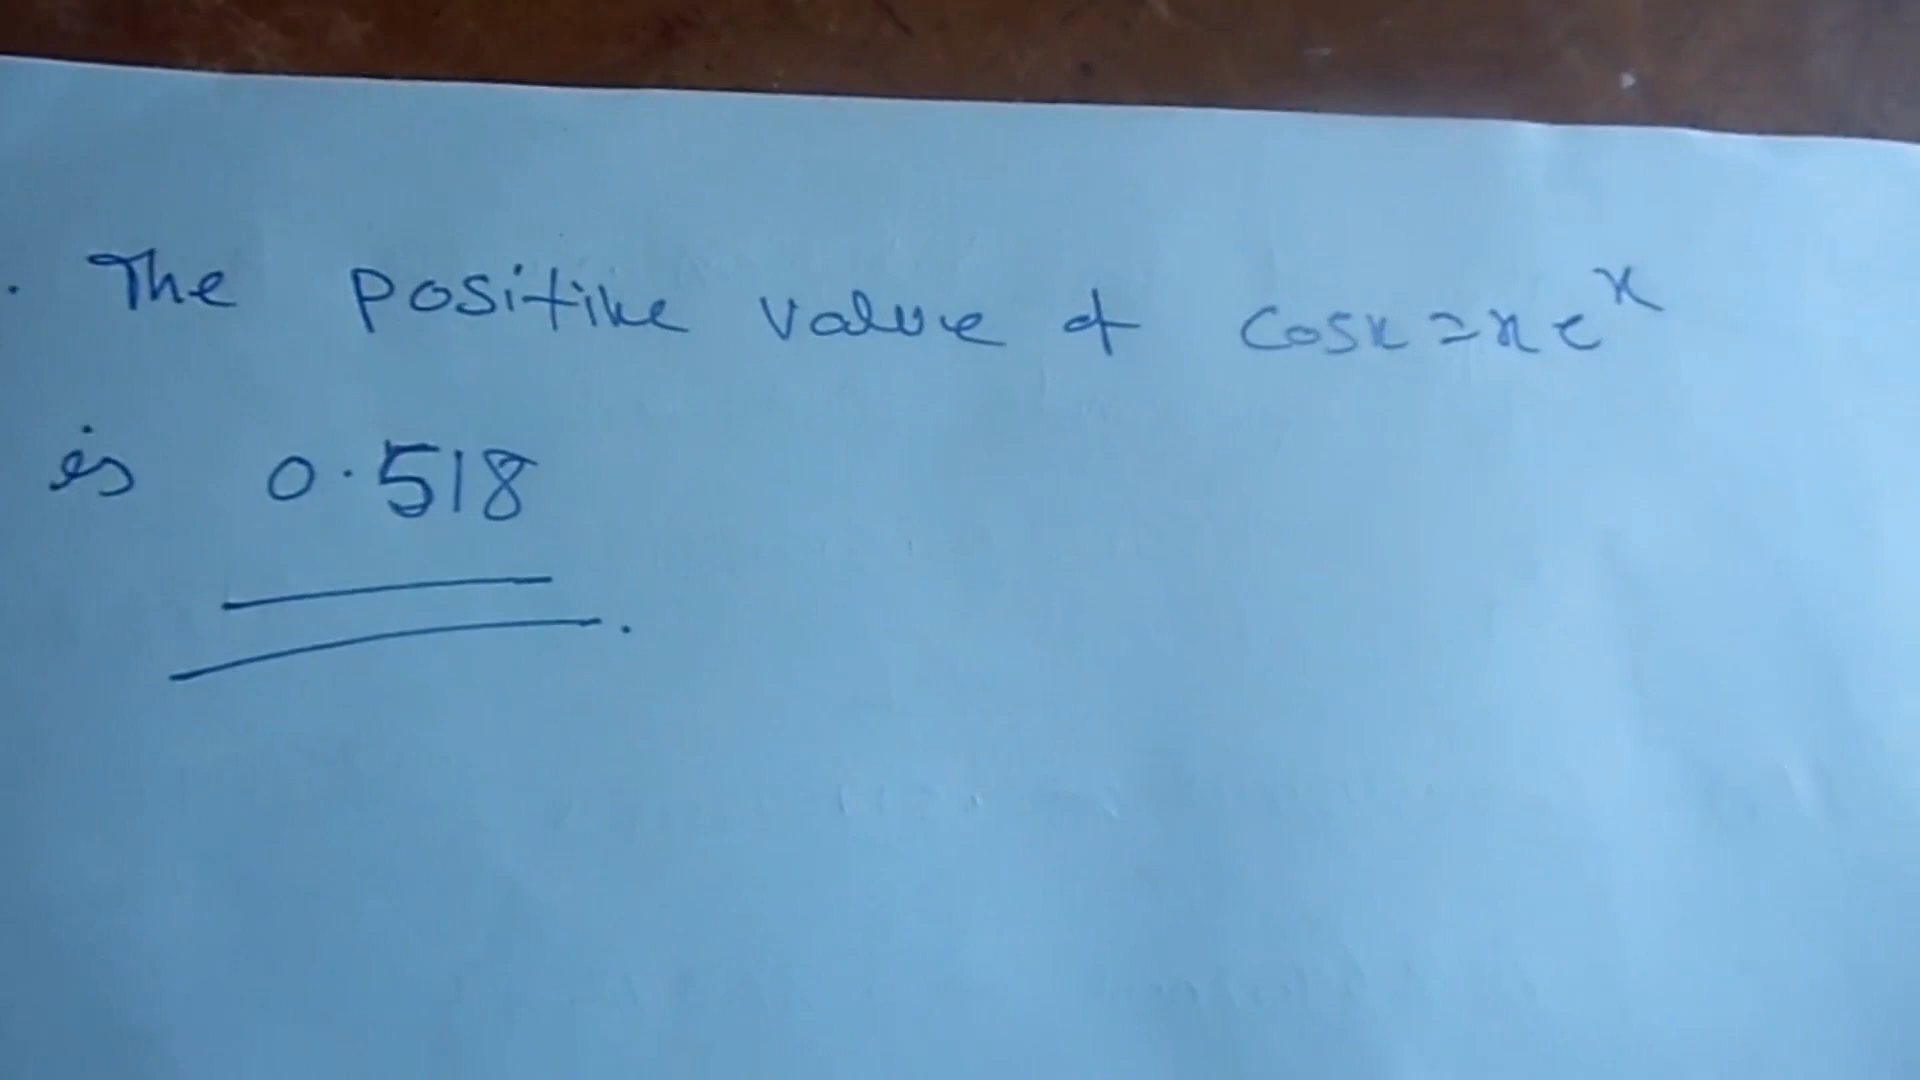 . The positive value of cosx=xe^x
is 0.518